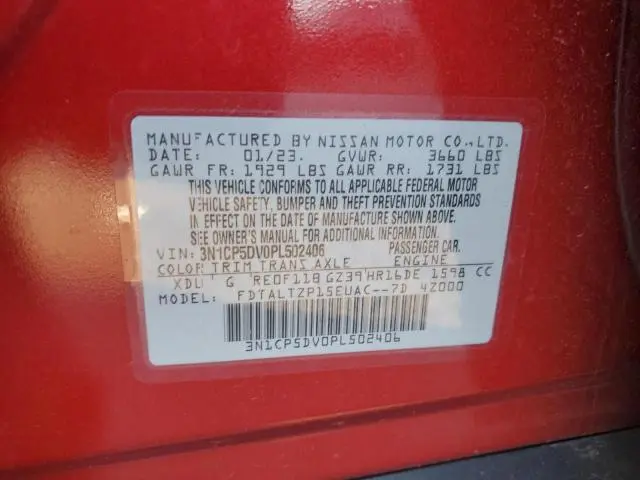 MANUFACTURED BY NISSAN MOTOR CO., LTD.
DATE: 01/23. GVWR: 3660 LBS
GAWR FR: 1929 LBS GAWR RR: 1731 LBS
THIS VEHICLE CONFORMS TO ALL APPLICABLE FEDERAL MOTOR
VEHICLE SAFETY, BUMPER AND THEFT PREVENTION STANDARDS
IN EFFECT ON THE DATE OF MANUFACTURE SHOWN ABOVE.
SEE OWNER'S MANUAL FOR ADDITIONAL INFORMATION.
VIN: 3N1CP5DV0PL502406 PASSENGER CAR.
COLOR TRIM TRANS AXLE ENGINE
G RE0F11B GZ39 HR16DE 1598 CC
MODEL: FDTALTZP15EUAC--7D 4Z000
3N1CP5DV0PL502406